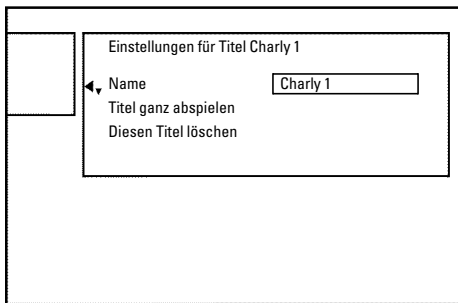 Einstellungen für Titel Charly 1
Name Charly 1
Titel ganz abspielen
Diesen Titel löschen